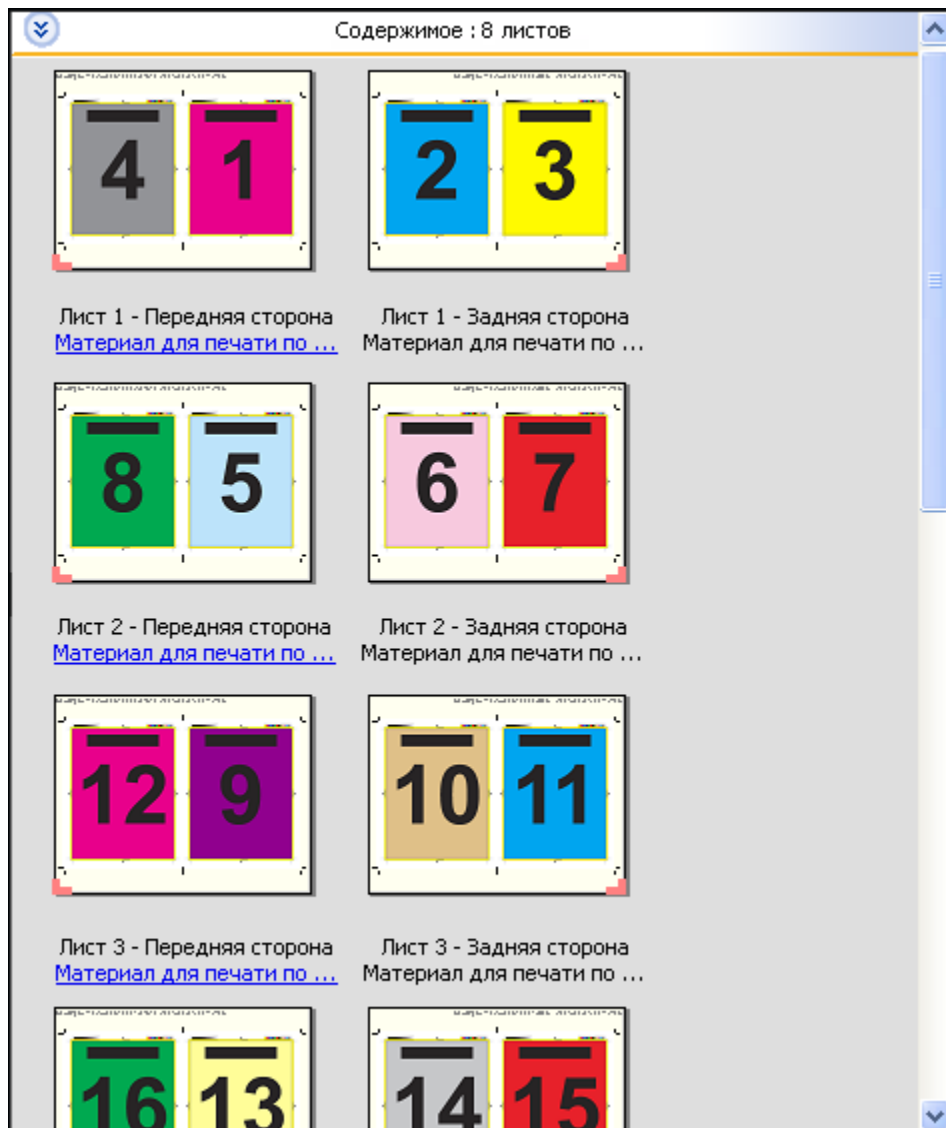 Содержимое : 8 листов
4 1
2 3
Лист 1 - Передняя сторона
Материал для печати по ...
Лист 1 - Задняя сторона
Материал для печати по ...
8 5
6 7
Лист 2 - Передняя сторона
Материал для печати по ...
Лист 2 - Задняя сторона
Материал для печати по ...
12 9
10 11
Лист 3 - Передняя сторона
Материал для печати по ...
Лист 3 - Задняя сторона
Материал для печати по ...
16 13
14 15